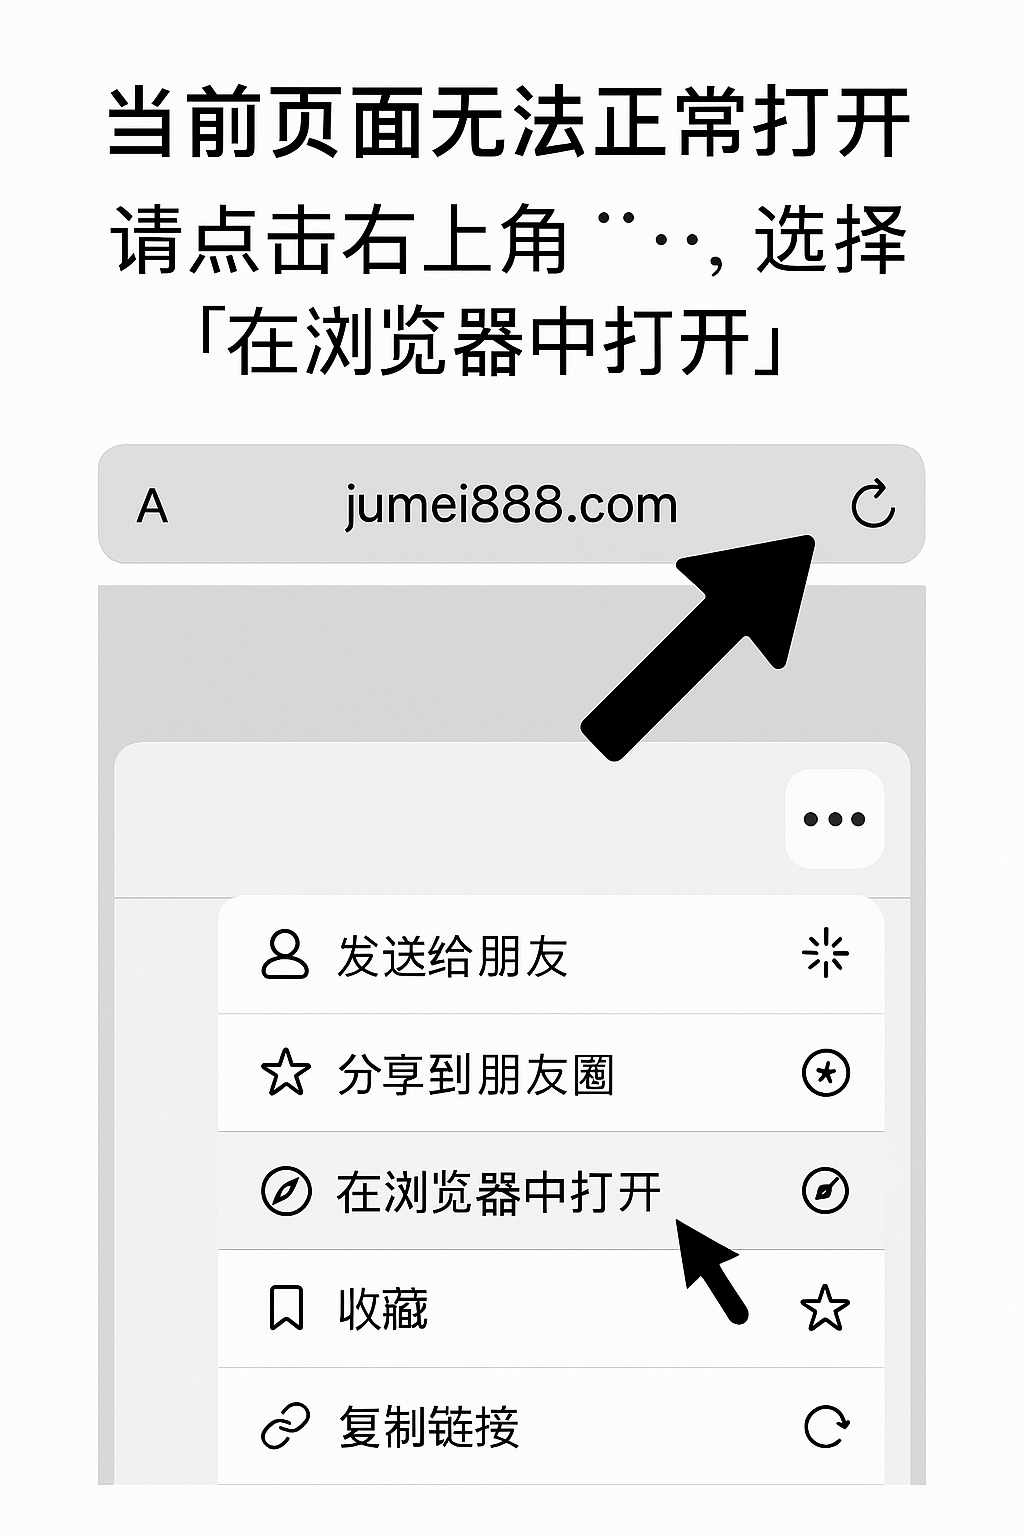 当前页面无法正常打开
请点击右上角 ¨··, 选择
「在浏览器中打开」
A jumei888.com
•••
发送给朋友
分享到朋友圈
在浏览器中打开
收藏
复制链接